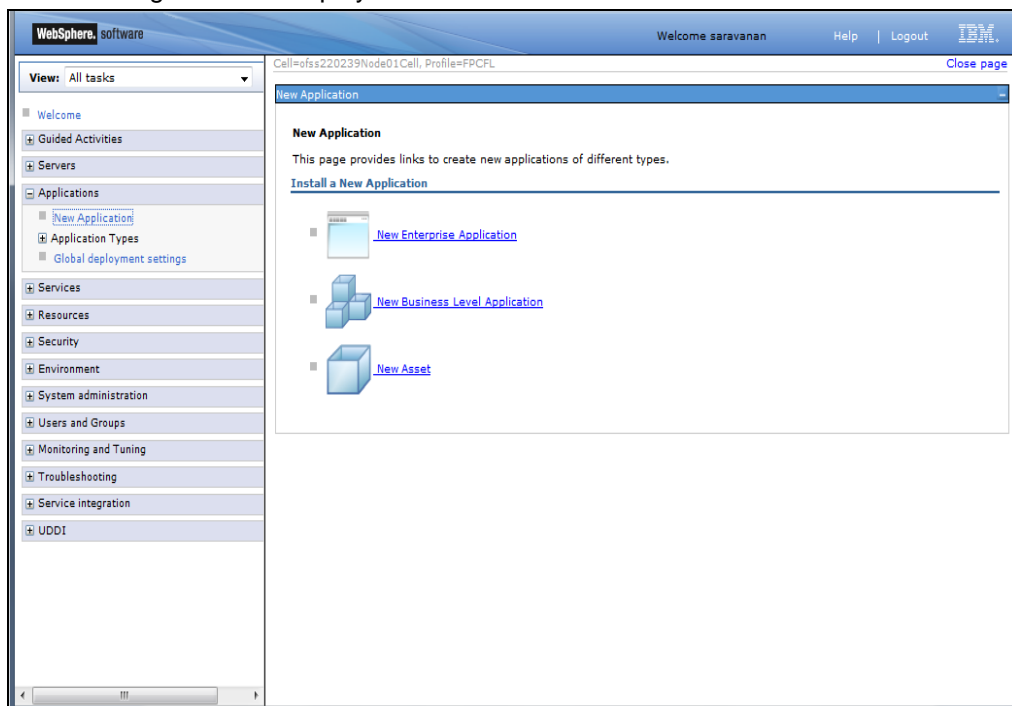 WebSphere. software
Welcome saravanan Help | Logout IBM.
View: All tasks
Cell=ofss220239Node01Cell, Profile=FPCFL
Close page
Welcome
Guided Activities
Servers
Applications
New Application
Application Types
Global deployment settings
Services
Resources
Security
Environment
System administration
Users and Groups
Monitoring and Tuning
Troubleshooting
Service integration
UDDI
New Application
New Application
This page provides links to create new applications of different types.
Install a New Application
New Enterprise Application
New Business Level Application
New Asset